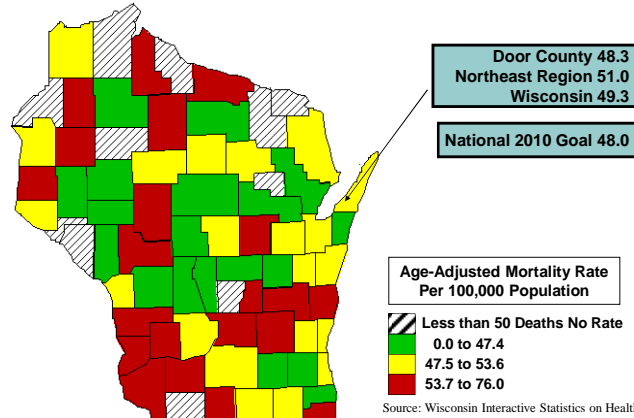 Door County 48.3
Northeast Region 51.0
Wisconsin 49.3
National 2010 Goal 48.0
Age-Adjusted Mortality Rate
Per 100,000 Population
Less than 50 Deaths No Rate
0.0 to 47.4
47.5 to 53.6
53.7 to 76.0
Source: Wisconsin Interactive Statistics on Health